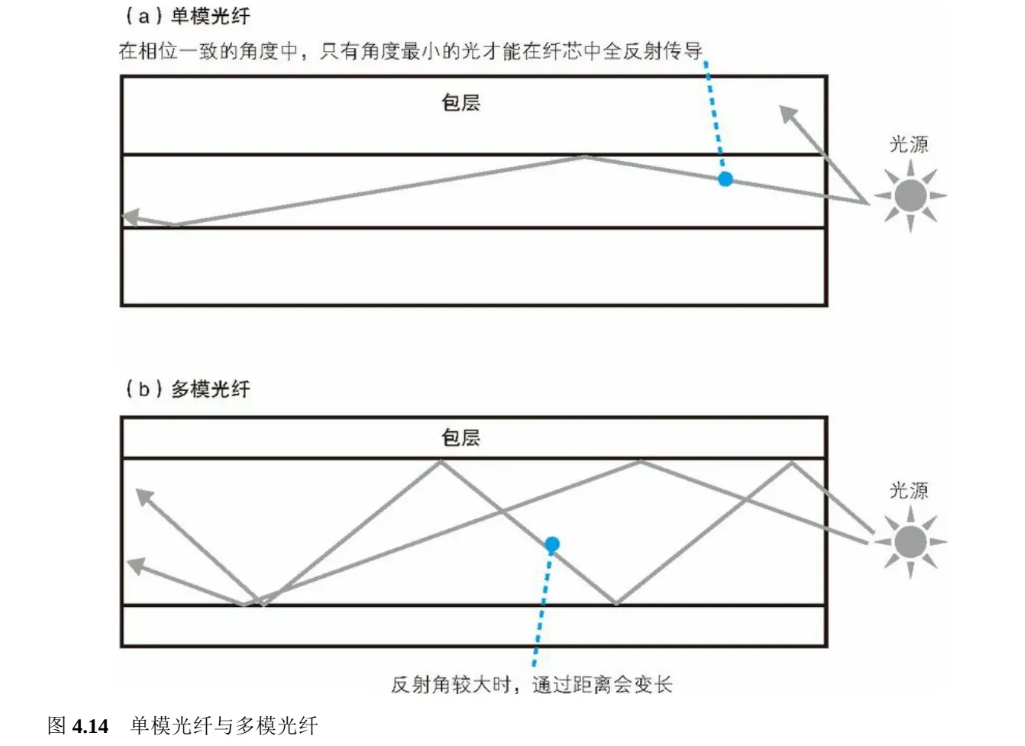 （a）单模光纤
在相位一致的角度中，只有角度最小的光才能在纤芯中全反射传导
包层
光源
（b）多模光纤
包层
光源
反射角较大时，通过距离会变长
图 4.14 单模光纤与多模光纤